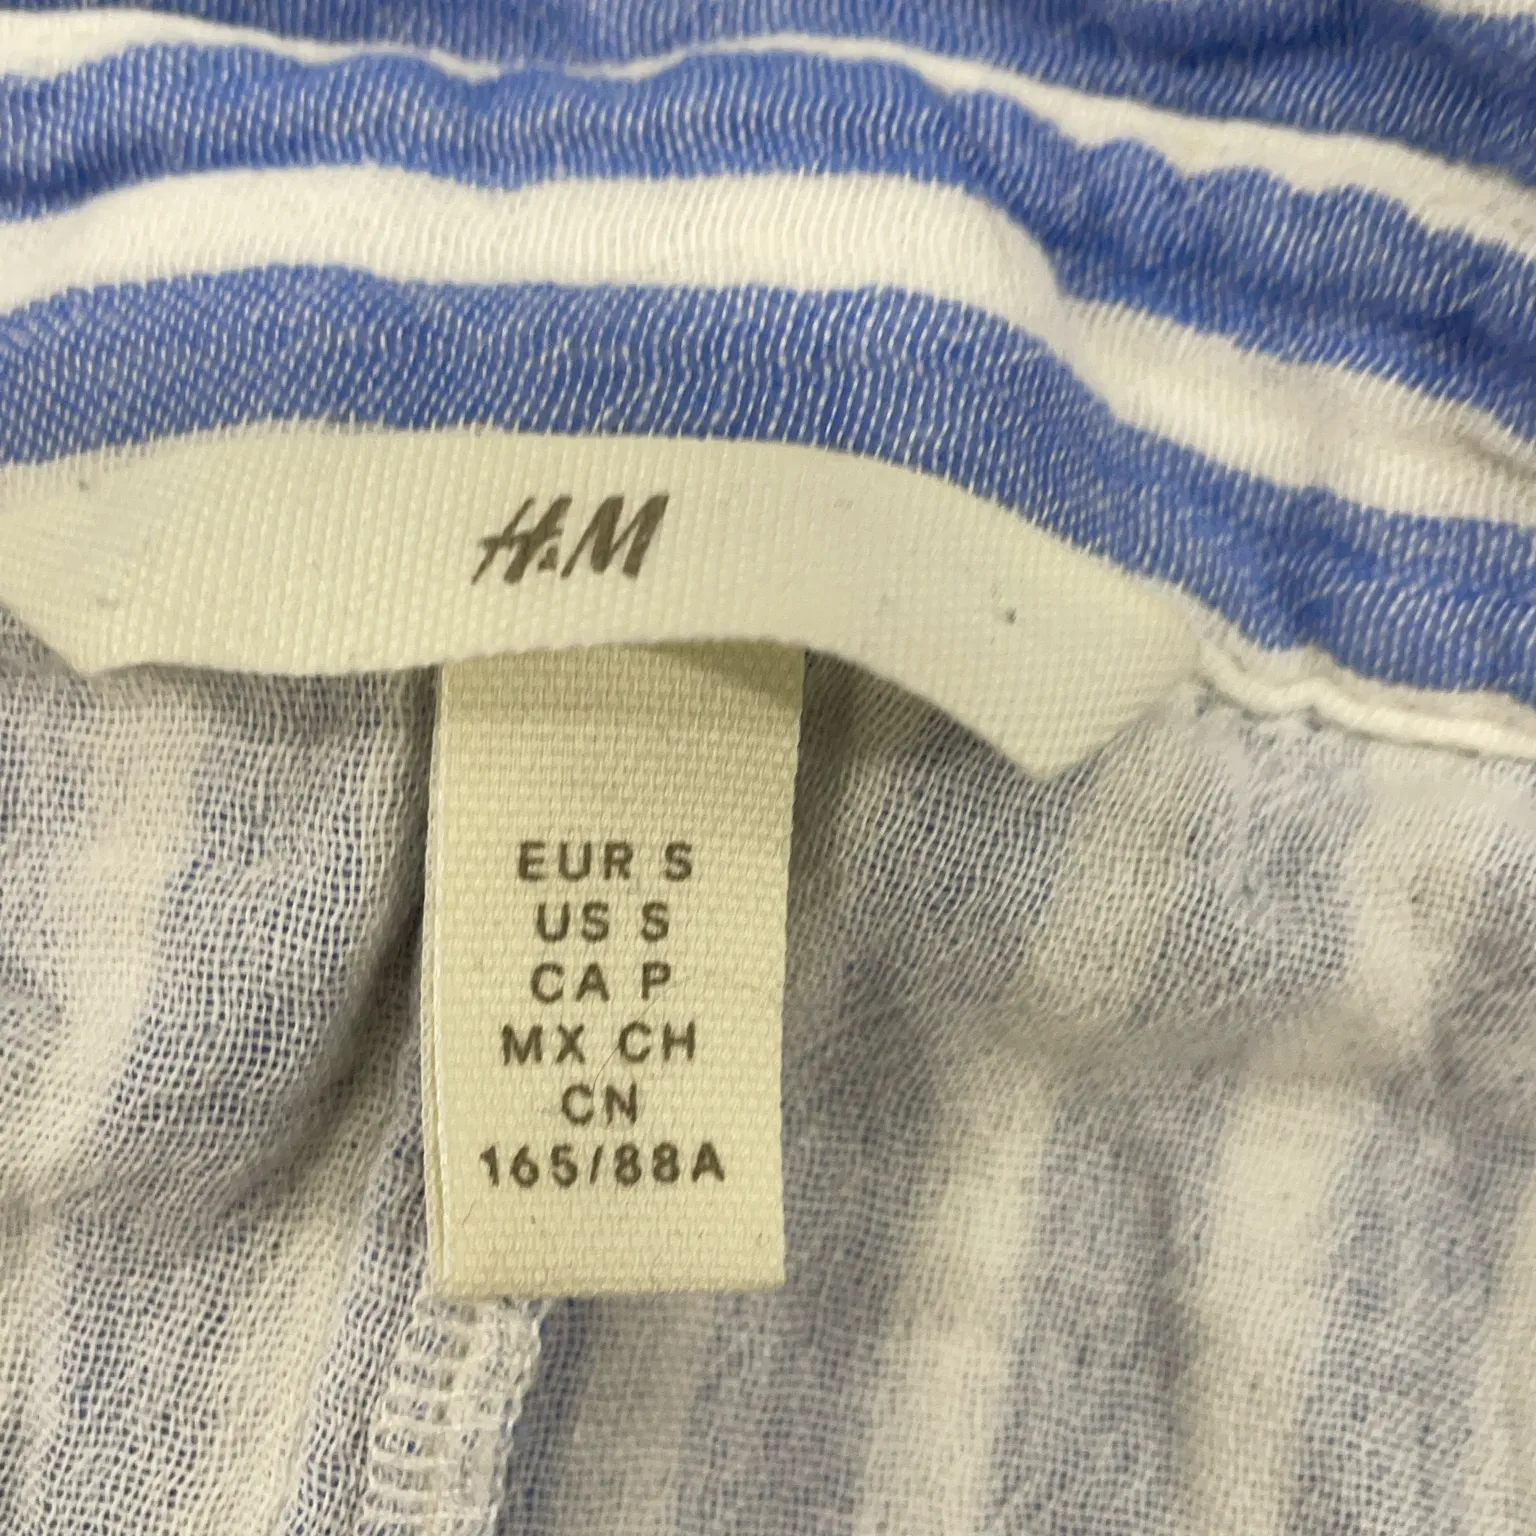 H&M
EUR S
US S
CA P
MX CH
CN
165/88A